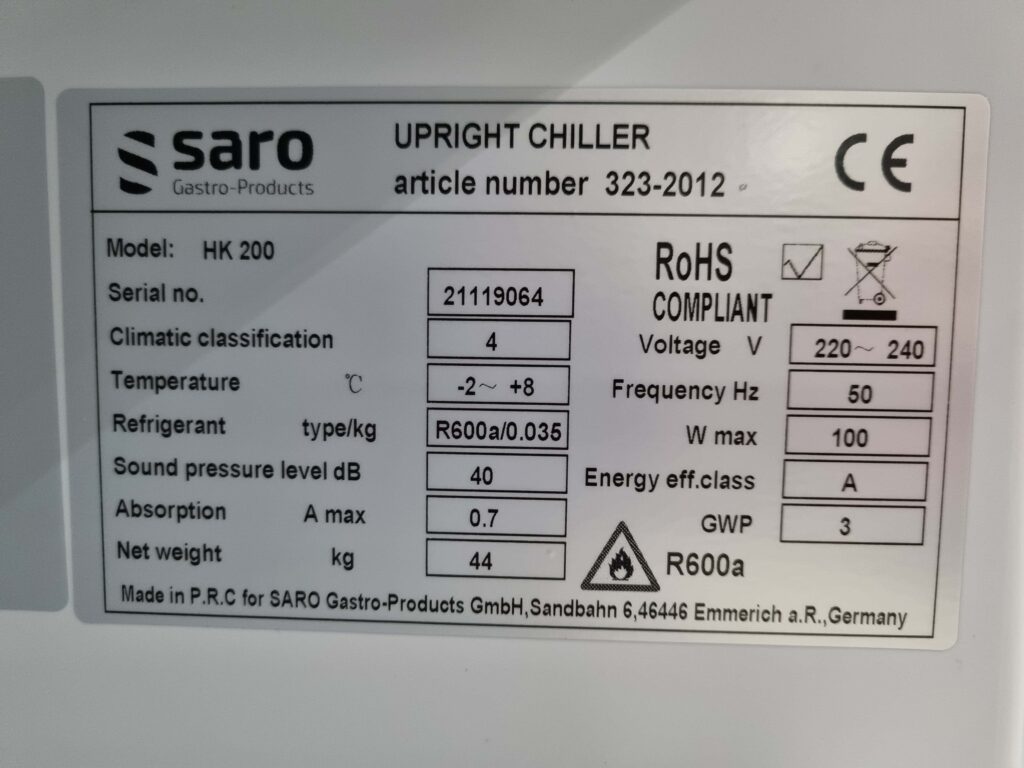 saro
Gastro-Products
UPRIGHT CHILLER
article number 323-2012
CE
Model: HK 200
Serial no. 21119064
Climatic classification 4
Temperature ℃ -2～ +8
Refrigerant type/kg R600a/0.035
Sound pressure level dB 40
Absorption A max 0.7
Net weight kg 44
RoHS
COMPLIANT
Voltage V 220～ 240
Frequency Hz 50
W max 100
Energy eff.class A
GWP 3
R600a
Made in P.R.C for SARO Gastro-Products GmbH,Sandbahn 6,46446 Emmerich a.R.,Germany